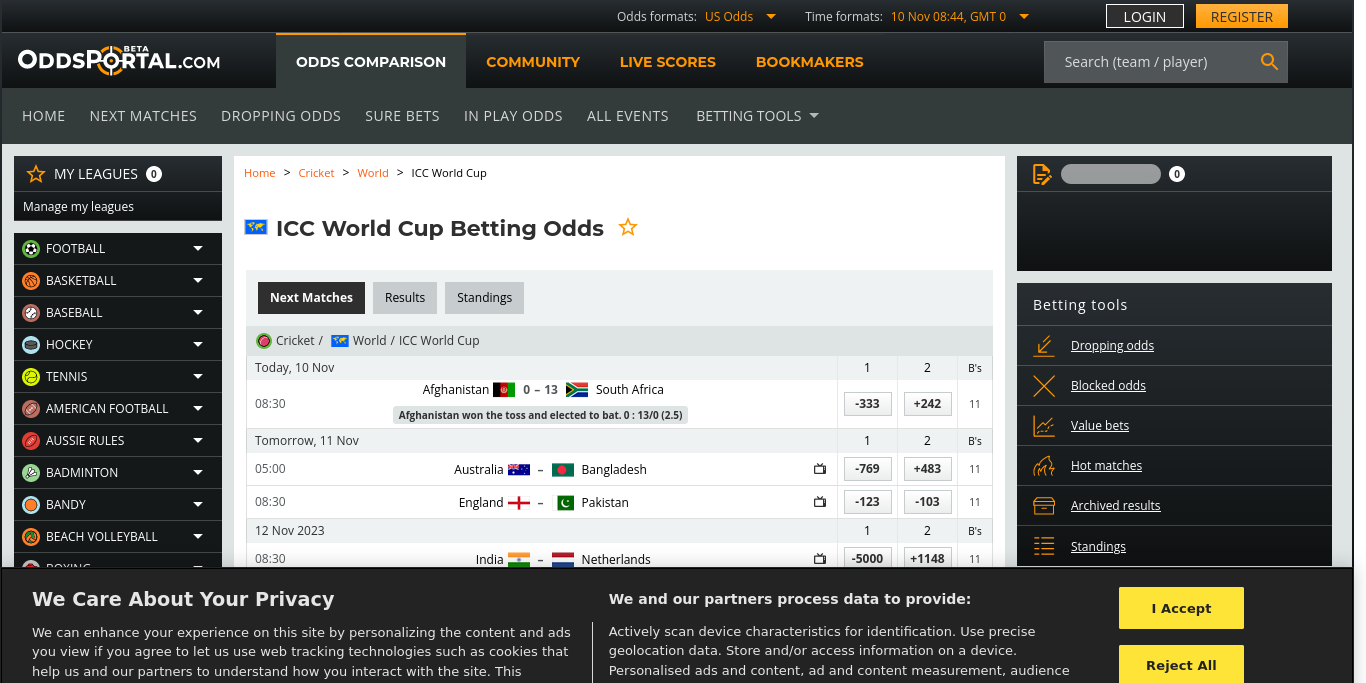 Odds formats: US Odds Time formats: 10 Nov 08:44, GMT 0 LOGIN REGISTER
ODDSPORTAL.COM BETA ODDS COMPARISON COMMUNITY LIVE SCORES BOOKMAKERS Search (team / player)
HOME NEXT MATCHES DROPPING ODDS SURE BETS IN PLAY ODDS ALL EVENTS BETTING TOOLS
MY LEAGUES 0
Manage my leagues
FOOTBALL
BASKETBALL
BASEBALL
HOCKEY
TENNIS
AMERICAN FOOTBALL
AUSSIE RULES
BADMINTON
BANDY
BEACH VOLLEYBALL
BOXING
Home > Cricket > World > ICC World Cup
ICC World Cup Betting Odds
Next Matches Results Standings
Cricket / World / ICC World Cup
Today, 10 Nov 1 2 B's
08:30 Afghanistan 0 – 13 South Africa -333 +242 11
Afghanistan won the toss and elected to bat. 0 : 13/0 (2.5)
Tomorrow, 11 Nov 1 2 B's
05:00 Australia – Bangladesh -769 +483 11
08:30 England – Pakistan -123 -103 11
12 Nov 2023 1 2 B's
08:30 India – Netherlands -5000 +1148 11
0
Betting tools
Dropping odds
Blocked odds
Value bets
Hot matches
Archived results
Standings
We Care About Your Privacy
We can enhance your experience on this site by personalizing the content and ads
you view if you agree to let us use web tracking technologies such as cookies that
help us and our partners to understand how you interact with the site. This
We and our partners process data to provide:
Actively scan device characteristics for identification. Use precise
geolocation data. Store and/or access information on a device.
Personalised ads and content, ad and content measurement, audience
I Accept
Reject All